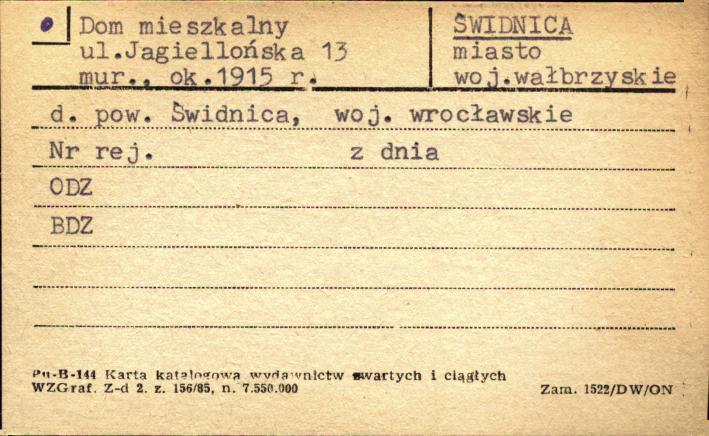 Dom mieszkalny
ul.Jagiellońska 13
mur., ok.1915 r.
ŚWIDNICA
miasto
woj.wałbrzyskie
d. pow. Świdnica, woj. wrocławskie
Nr rej. z dnia
ODZ
BDZ
Pu-B-144 Karta katalogowa wydawnictw zwartych i ciągłych
WZGraf. Z-d 2. z. 156/85, n. 7.550.000
Zam. 1522/DW/ON